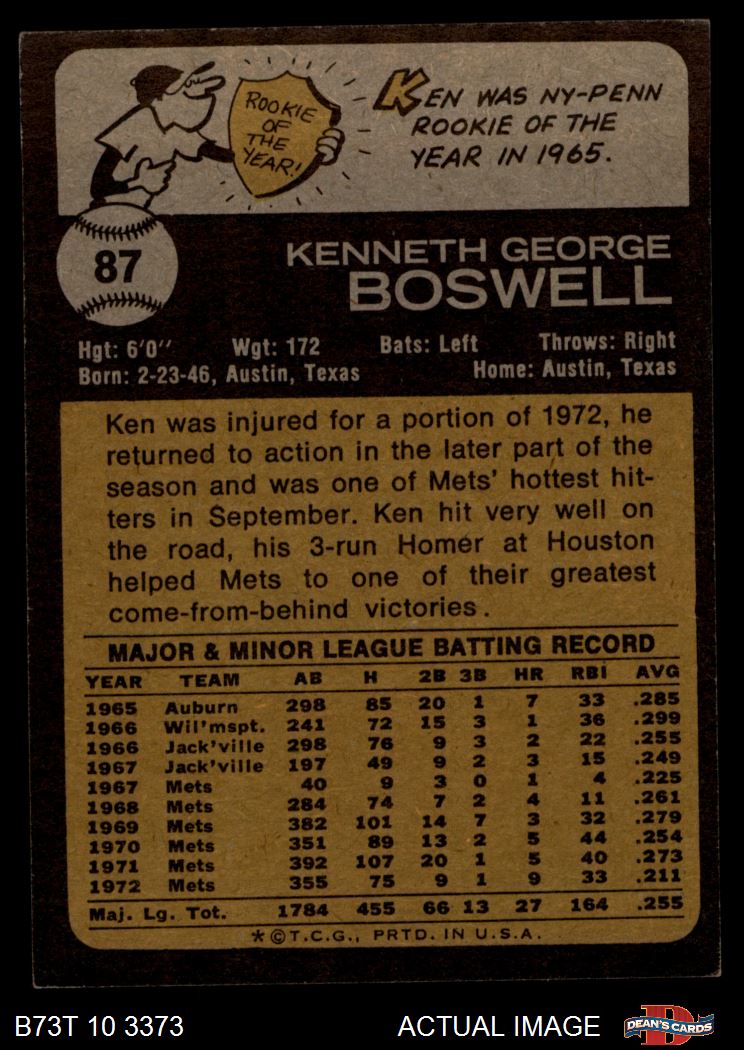 ROOKIE
OF
THE
YEAR!
KEN WAS NY-PENN
ROOKIE OF THE
YEAR IN 1965.
87
KENNETH GEORGE
BOSWELL
Hgt: 6'0" Wgt: 172 Bats: Left Throws: Right
Born: 2-23-46, Austin, Texas Home: Austin, Texas
Ken was injured for a portion of 1972, he
returned to action in the later part of the
season and was one of Mets' hottest hit-
ters in September. Ken hit very well on
the road, his 3-run Homer at Houston
helped Mets to one of their greatest
come-from-behind victories.
MAJOR & MINOR LEAGUE BATTING RECORD
YEAR TEAM AB H 2B 3B HR RBI AVG
1965 Auburn 298 85 20 1 7 33 .285
1966 Wil'mspt. 241 72 15 3 1 36 .299
1966 Jack'ville 298 76 9 3 2 22 .255
1967 Jack'ville 197 49 9 2 3 15 .249
1967 Mets 40 9 3 0 1 4 .225
1968 Mets 284 74 7 2 4 11 .261
1969 Mets 382 101 14 7 3 32 .279
1970 Mets 351 89 13 2 5 44 .254
1971 Mets 392 107 20 1 5 40 .273
1972 Mets 355 75 9 1 9 33 .211
Maj. Lg. Tot. 1784 455 66 13 27 164 .255
*©T.C.G., PRTD. IN U.S.A.
B73T 10 3373 ACTUAL IMAGE D DEAN'S CARDS